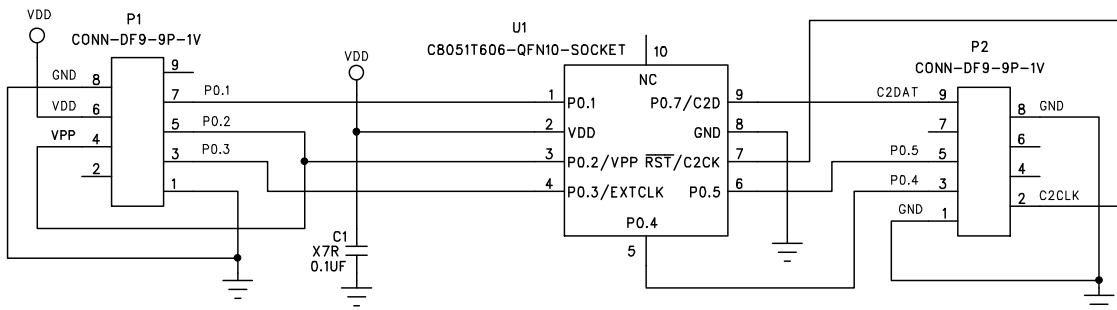 VDD
P1
CONN-DF9-9P-1V
GND 8
9
7 P0.1
VDD 6
5 P0.2
VPP 4
3 P0.3
2
1
VDD
C1
X7R
0.1UF
U1
C8051T606-QFN10-SOCKET
10
NC
1 P0.1
P0.7/C2D 9
2 VDD
GND 8
3 P0.2/VPP
RST/C2CK 7
4 P0.3/EXTCLK
P0.5 6
P0.4
5
P2
CONN-DF9-9P-1V
C2DAT 9
8 GND
7
6
P0.5 5
4
P0.4 3
2 C2CLK
GND 1